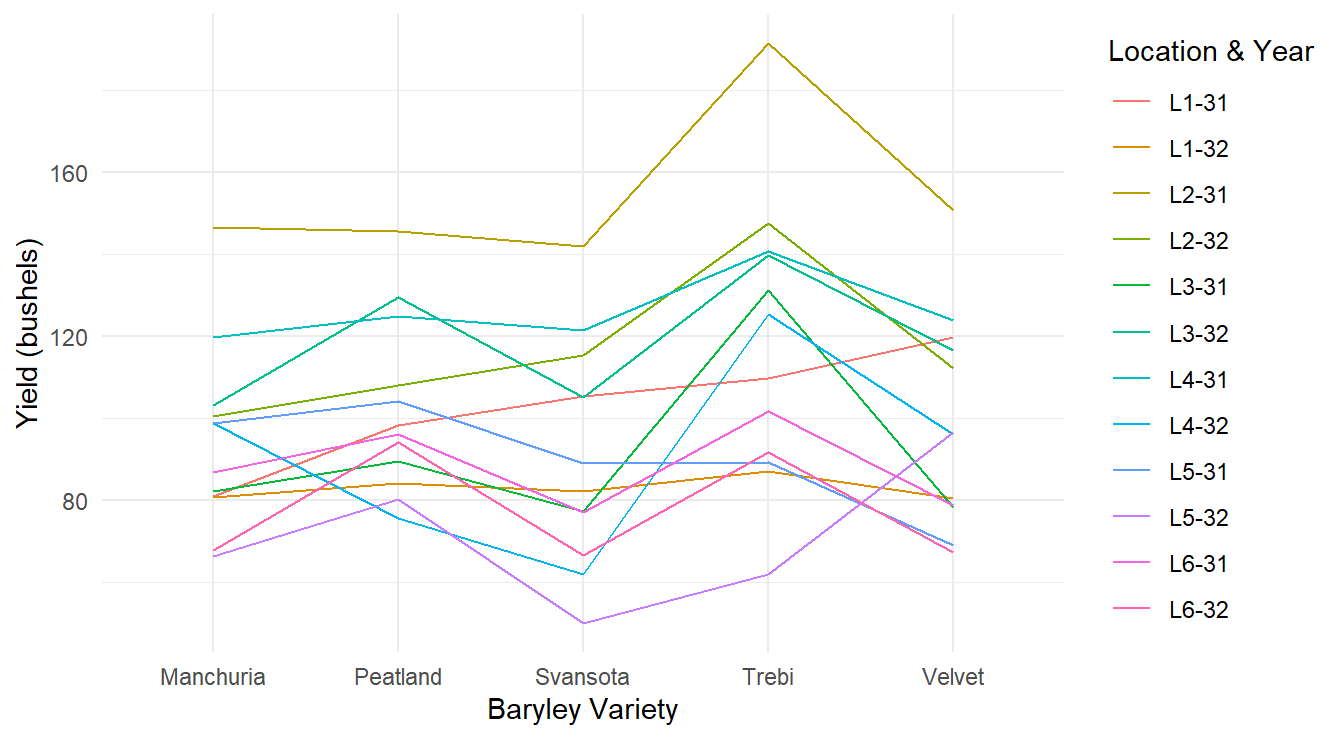 160
120
80
Yield (bushels)
Manchuria Peatland Svansota Trebi Velvet
Baryley Variety
Location & Year
L1-31
L1-32
L2-31
L2-32
L3-31
L3-32
L4-31
L4-32
L5-31
L5-32
L6-31
L6-32